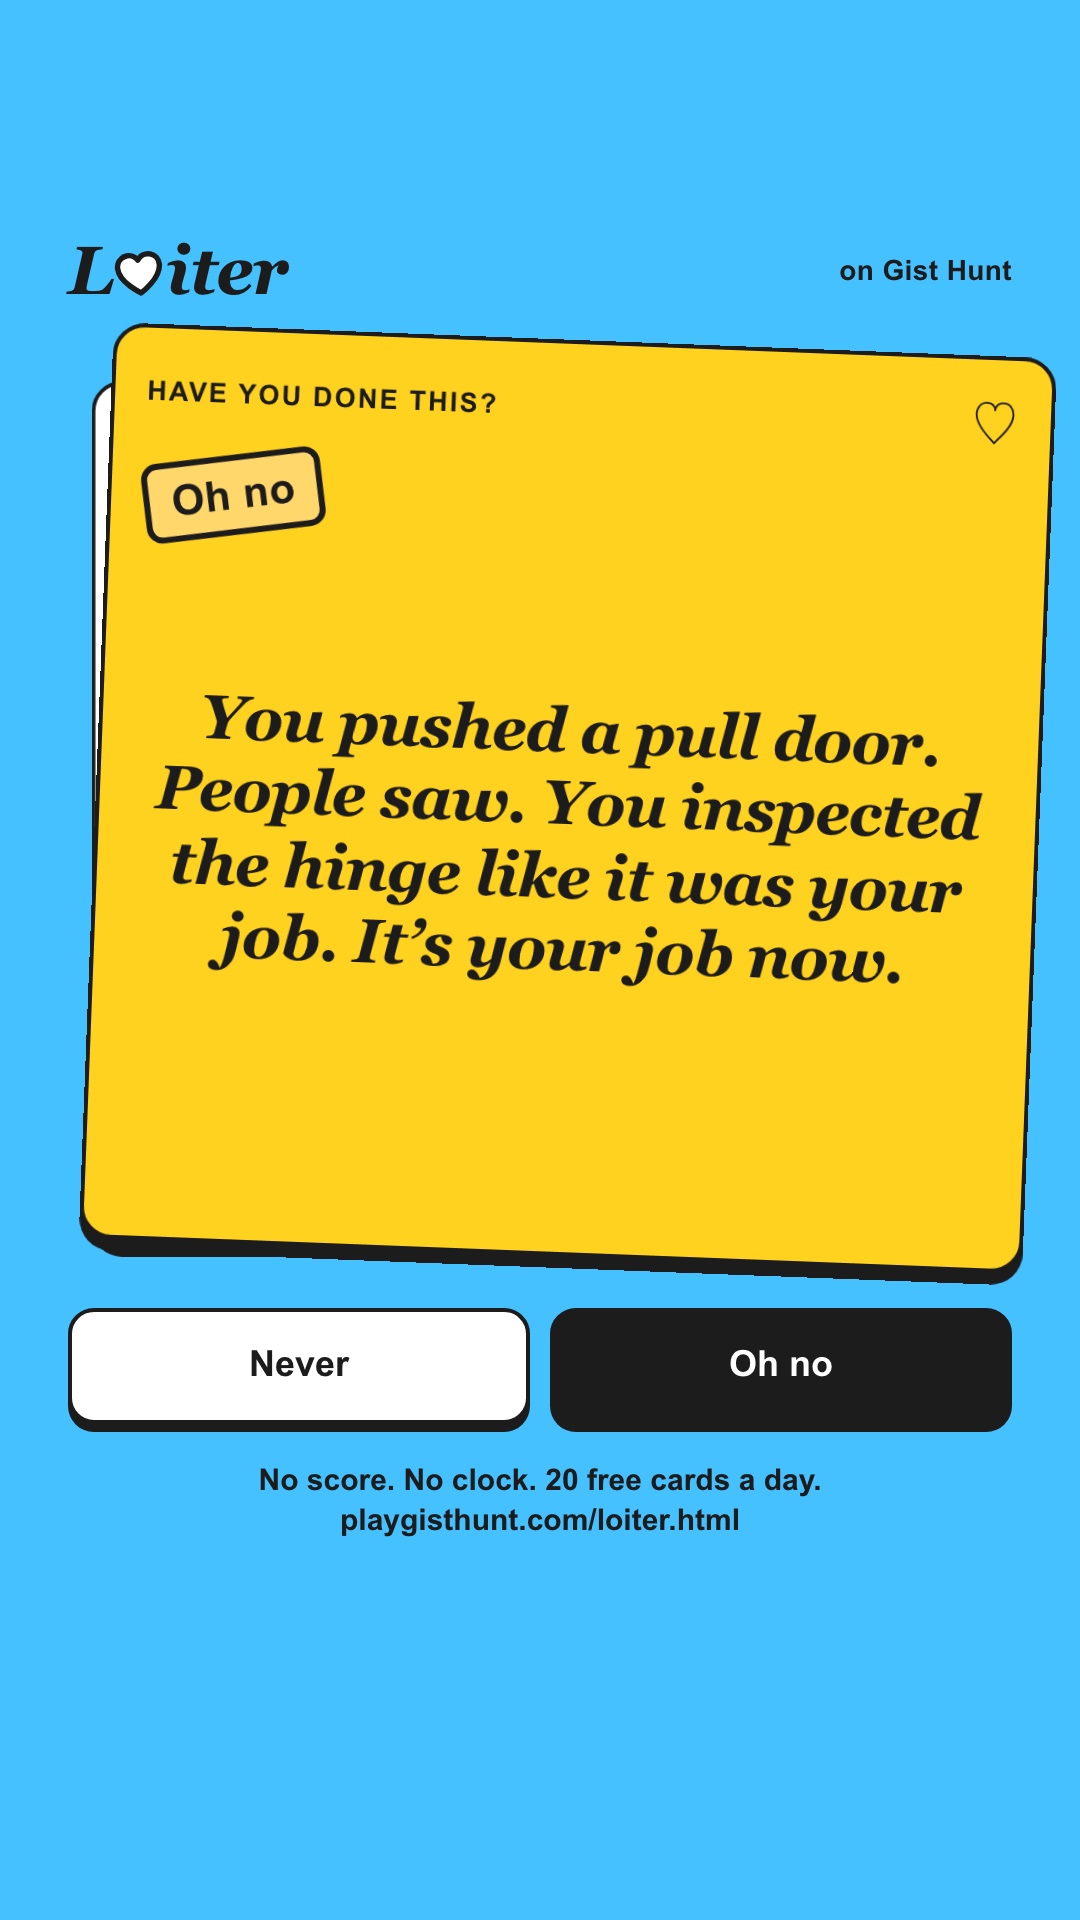 Loiter
on Gist Hunt
HAVE YOU DONE THIS?
Oh no
You pushed a pull door.
People saw. You inspected
the hinge like it was your
job. It’s your job now.
Never
Oh no
No score. No clock. 20 free cards a day.
playgisthunt.com/loiter.html